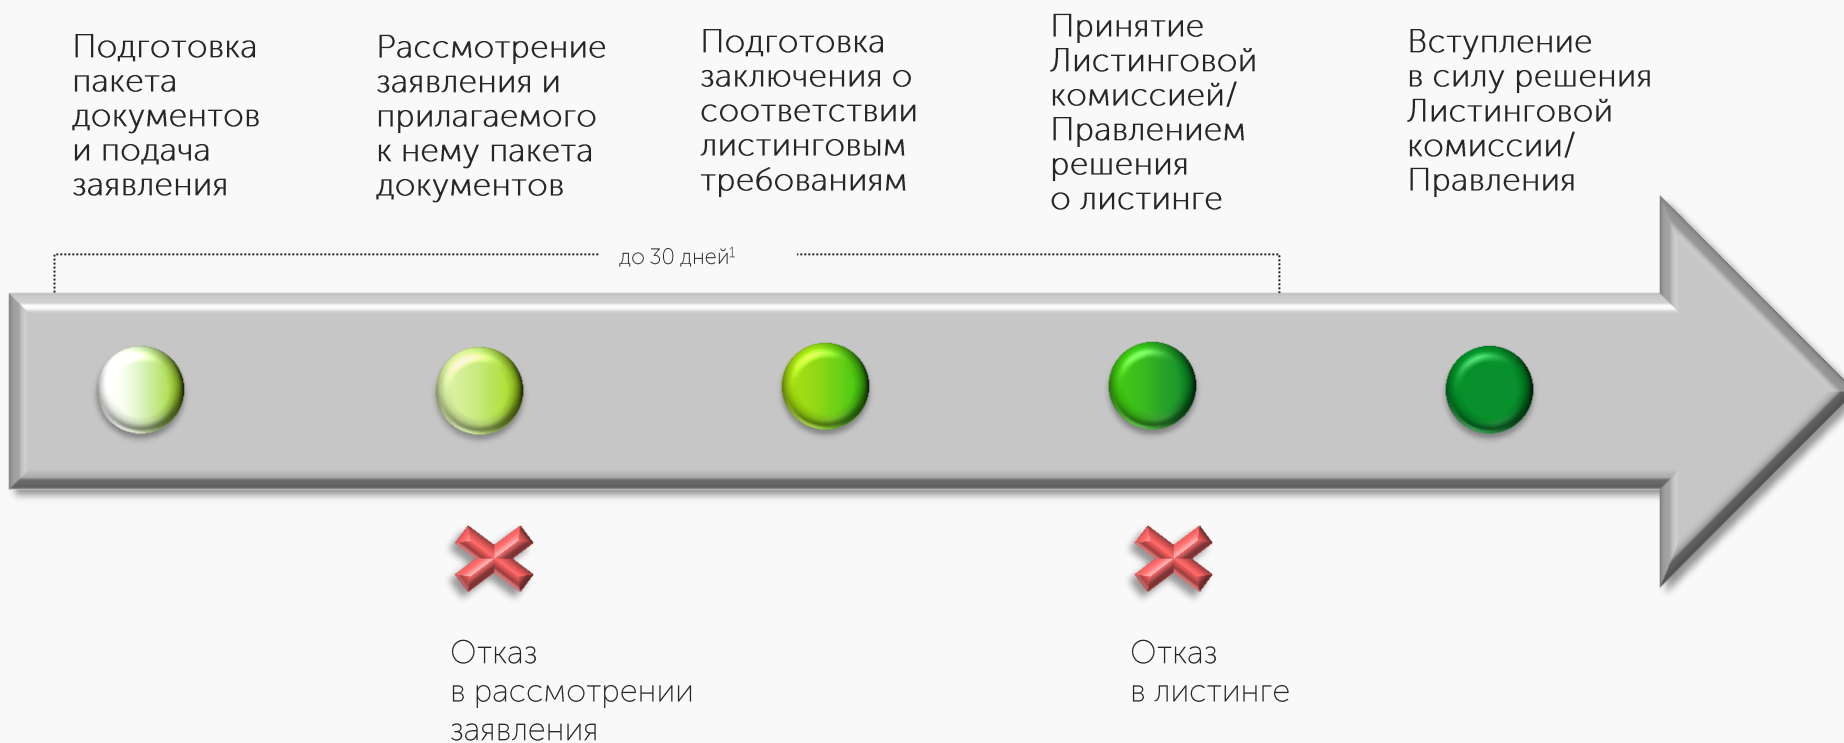 Подготовка
пакета
документов
и подача
заявления
Рассмотрение
заявления и
прилагаемого
к нему пакета
документов
Подготовка
заключения о
соответствии
листинговым
требованиям
Принятие
Листинговой
комиссией/
Правлением
решения
о листинге
Вступление
в силу решения
Листинговой
комиссии/
Правления
до 30 дней¹
Отказ
в рассмотрении
заявления
Отказ
в листинге